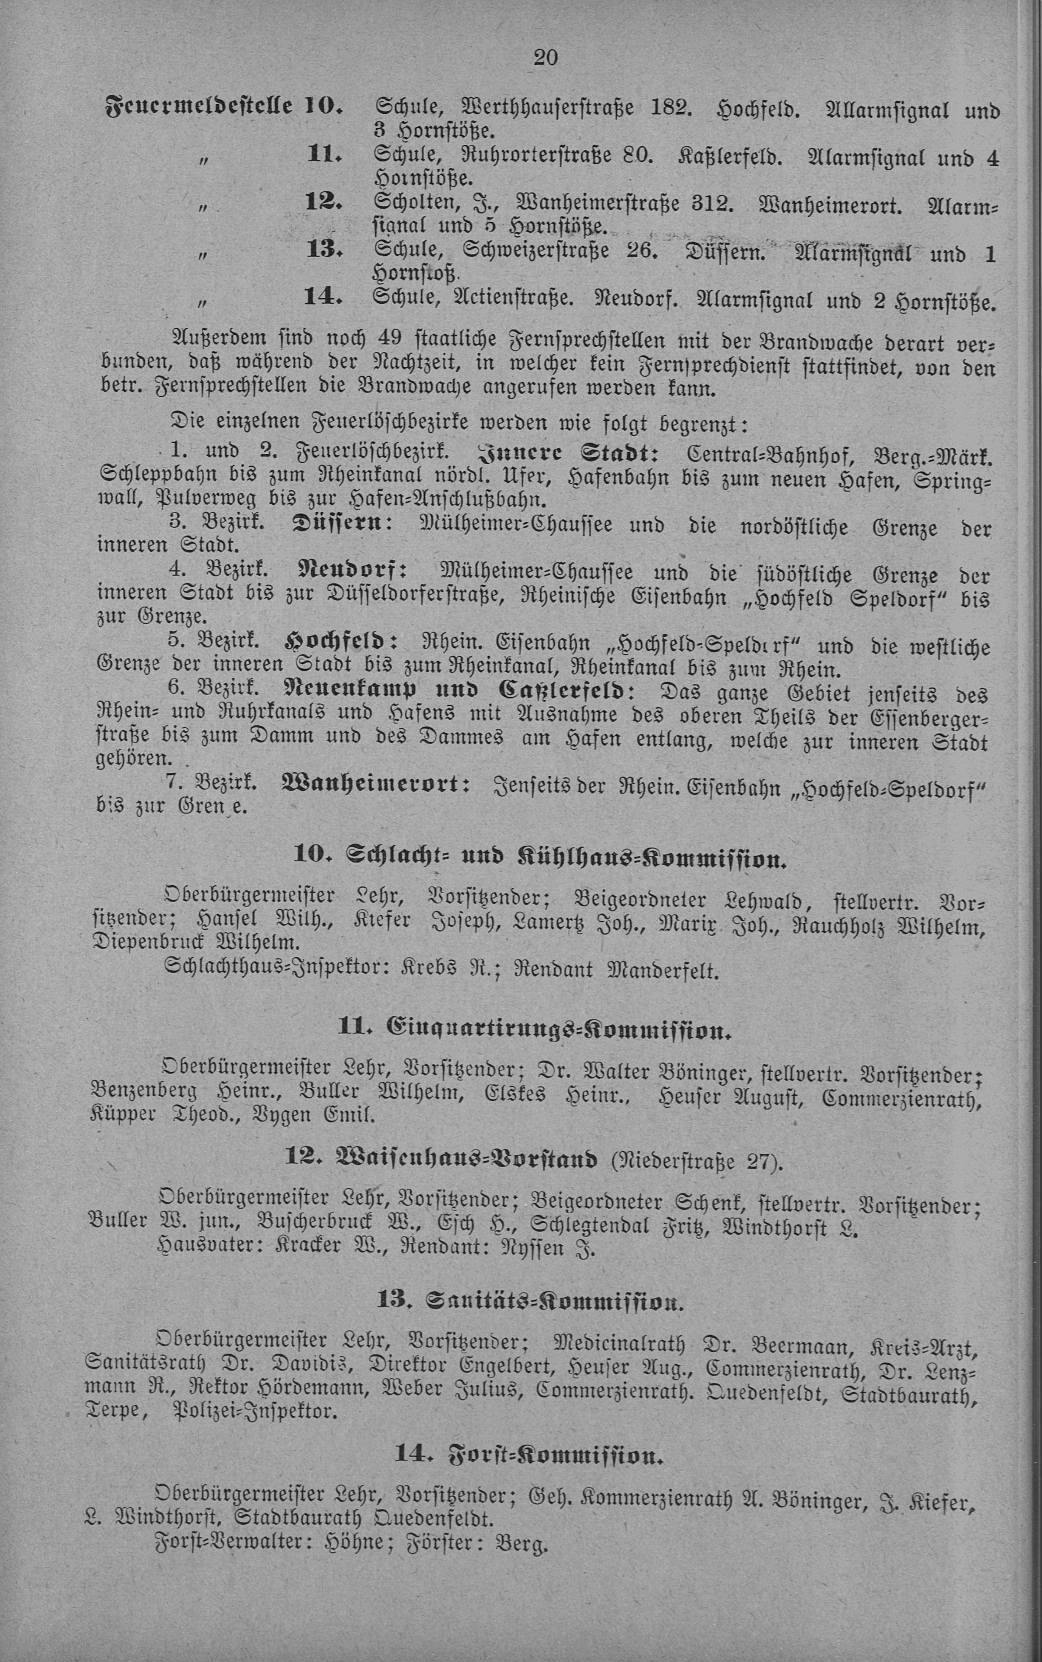 20
Feuermeldestelle 10. Schule, Werthhauserstraße 182. Hochfeld. Allarmsignal und
3 Hornstöße.
„ 11. Schule, Ruhrorterstraße 80. Kaßlerfeld. Alarmsignal und 4
Hornstöße.
„ 12. Scholten, J., Wanheimerstraße 312. Wanheimerort. Alarm-
signal und 5 Hornstöße.
„ 13. Schule, Schweizerstraße 26. Düssern. Alarmsignal und 1
Hornstoß.
„ 14. Schule, Actienstraße. Neudorf. Alarmsignal und 2 Hornstöße.
Außerdem sind noch 49 staatliche Fernsprechstellen mit der Brandwache derart ver-
bunden, daß während der Nachtzeit, in welcher kein Fernsprechdienst stattfindet, von den
betr. Fernsprechstellen die Brandwache angerufen werden kann.
Die einzelnen Feuerlöschbezirke werden wie folgt begrenzt:
1. und 2. Feuerlöschbezirk. Innere Stadt: Central-Bahnhof, Berg.-Märk.
Schleppbahn bis zum Rheinkanal nördl. Ufer, Hafenbahn bis zum neuen Hafen, Spring-
wall, Pulverweg bis zur Hafen-Anschlußbahn.
3. Bezirk. Düssern: Mülheimer-Chaussee und die nordöstliche Grenze der
inneren Stadt.
4. Bezirk. Neudorf: Mülheimer-Chaussee und die südöstliche Grenze der
inneren Stadt bis zur Düsseldorferstraße, Rheinische Eisenbahn „Hochfeld Speldorf“ bis
zur Grenze.
5. Bezirk. Hochfeld: Rhein. Eisenbahn „Hochfeld-Speldorf“ und die westliche
Grenze der inneren Stadt bis zum Rheinkanal, Rheinkanal bis zum Rhein.
6. Bezirk. Neuenkamp und Caßlerfeld: Das ganze Gebiet jenseits des
Rhein- und Ruhrkanals und Hafens mit Ausnahme des oberen Theils der Essenberger-
straße bis zum Damm und des Dammes am Hafen entlang, welche zur inneren Stadt
gehören.
7. Bezirk. Wanheimerort: Jenseits der Rhein. Eisenbahn „Hochfeld-Speldorf“
bis zur Gren e.
10. Schlacht- und Kühlhaus-Kommission.
Oberbürgermeister Lehr, Vorsitzender; Beigeordneter Lehwald, stellvertr. Vor-
sitzender; Hansel Wilh., Kiefer Joseph, Lamertz Joh., Marix Joh., Rauchholz Wilhelm,
Diepenbruck Wilhelm.
Schlachthaus-Inspektor: Krebs R.; Rendant Manderfelt.
11. Einquartirungs-Kommission.
Oberbürgermeister Lehr, Vorsitzender; Dr. Walter Böninger, stellvertr. Vorsitzender;
Benzenberg Heinr., Buller Wilhelm, Elskes Heinr., Heuser August, Commerzienrath,
Küpper Theod., Vygen Emil.
12. Waisenhaus-Vorstand (Niederstraße 27).
Oberbürgermeister Lehr, Vorsitzender; Beigeordneter Schenk, stellvertr. Vorsitzender;
Buller W. jun., Buscherbruck W., Esch H., Schlegtendal Fritz, Windthorst L.
Hausvater: Kracker W., Rendant: Nyssen J.
13. Sanitäts-Kommission.
Oberbürgermeister Lehr, Vorsitzender; Medicinalrath Dr. Beermaan, Kreis-Arzt,
Sanitätsrath Dr. Davidis, Direktor Engelbert, Heuser Aug., Commerzienrath, Dr. Lenz-
mann R., Rektor Hördemann, Weber Julius, Commerzienrath. Quedenfeldt, Stadtbaurath,
Terpe, Polizei-Inspektor.
14. Forst-Kommission.
Oberbürgermeister Lehr, Vorsitzender; Geh. Kommerzienrath A. Böninger, J. Kiefer,
L. Windthorst, Stadtbaurath Quedenfeldt.
Forst-Verwalter: Höhne; Förster: Berg.